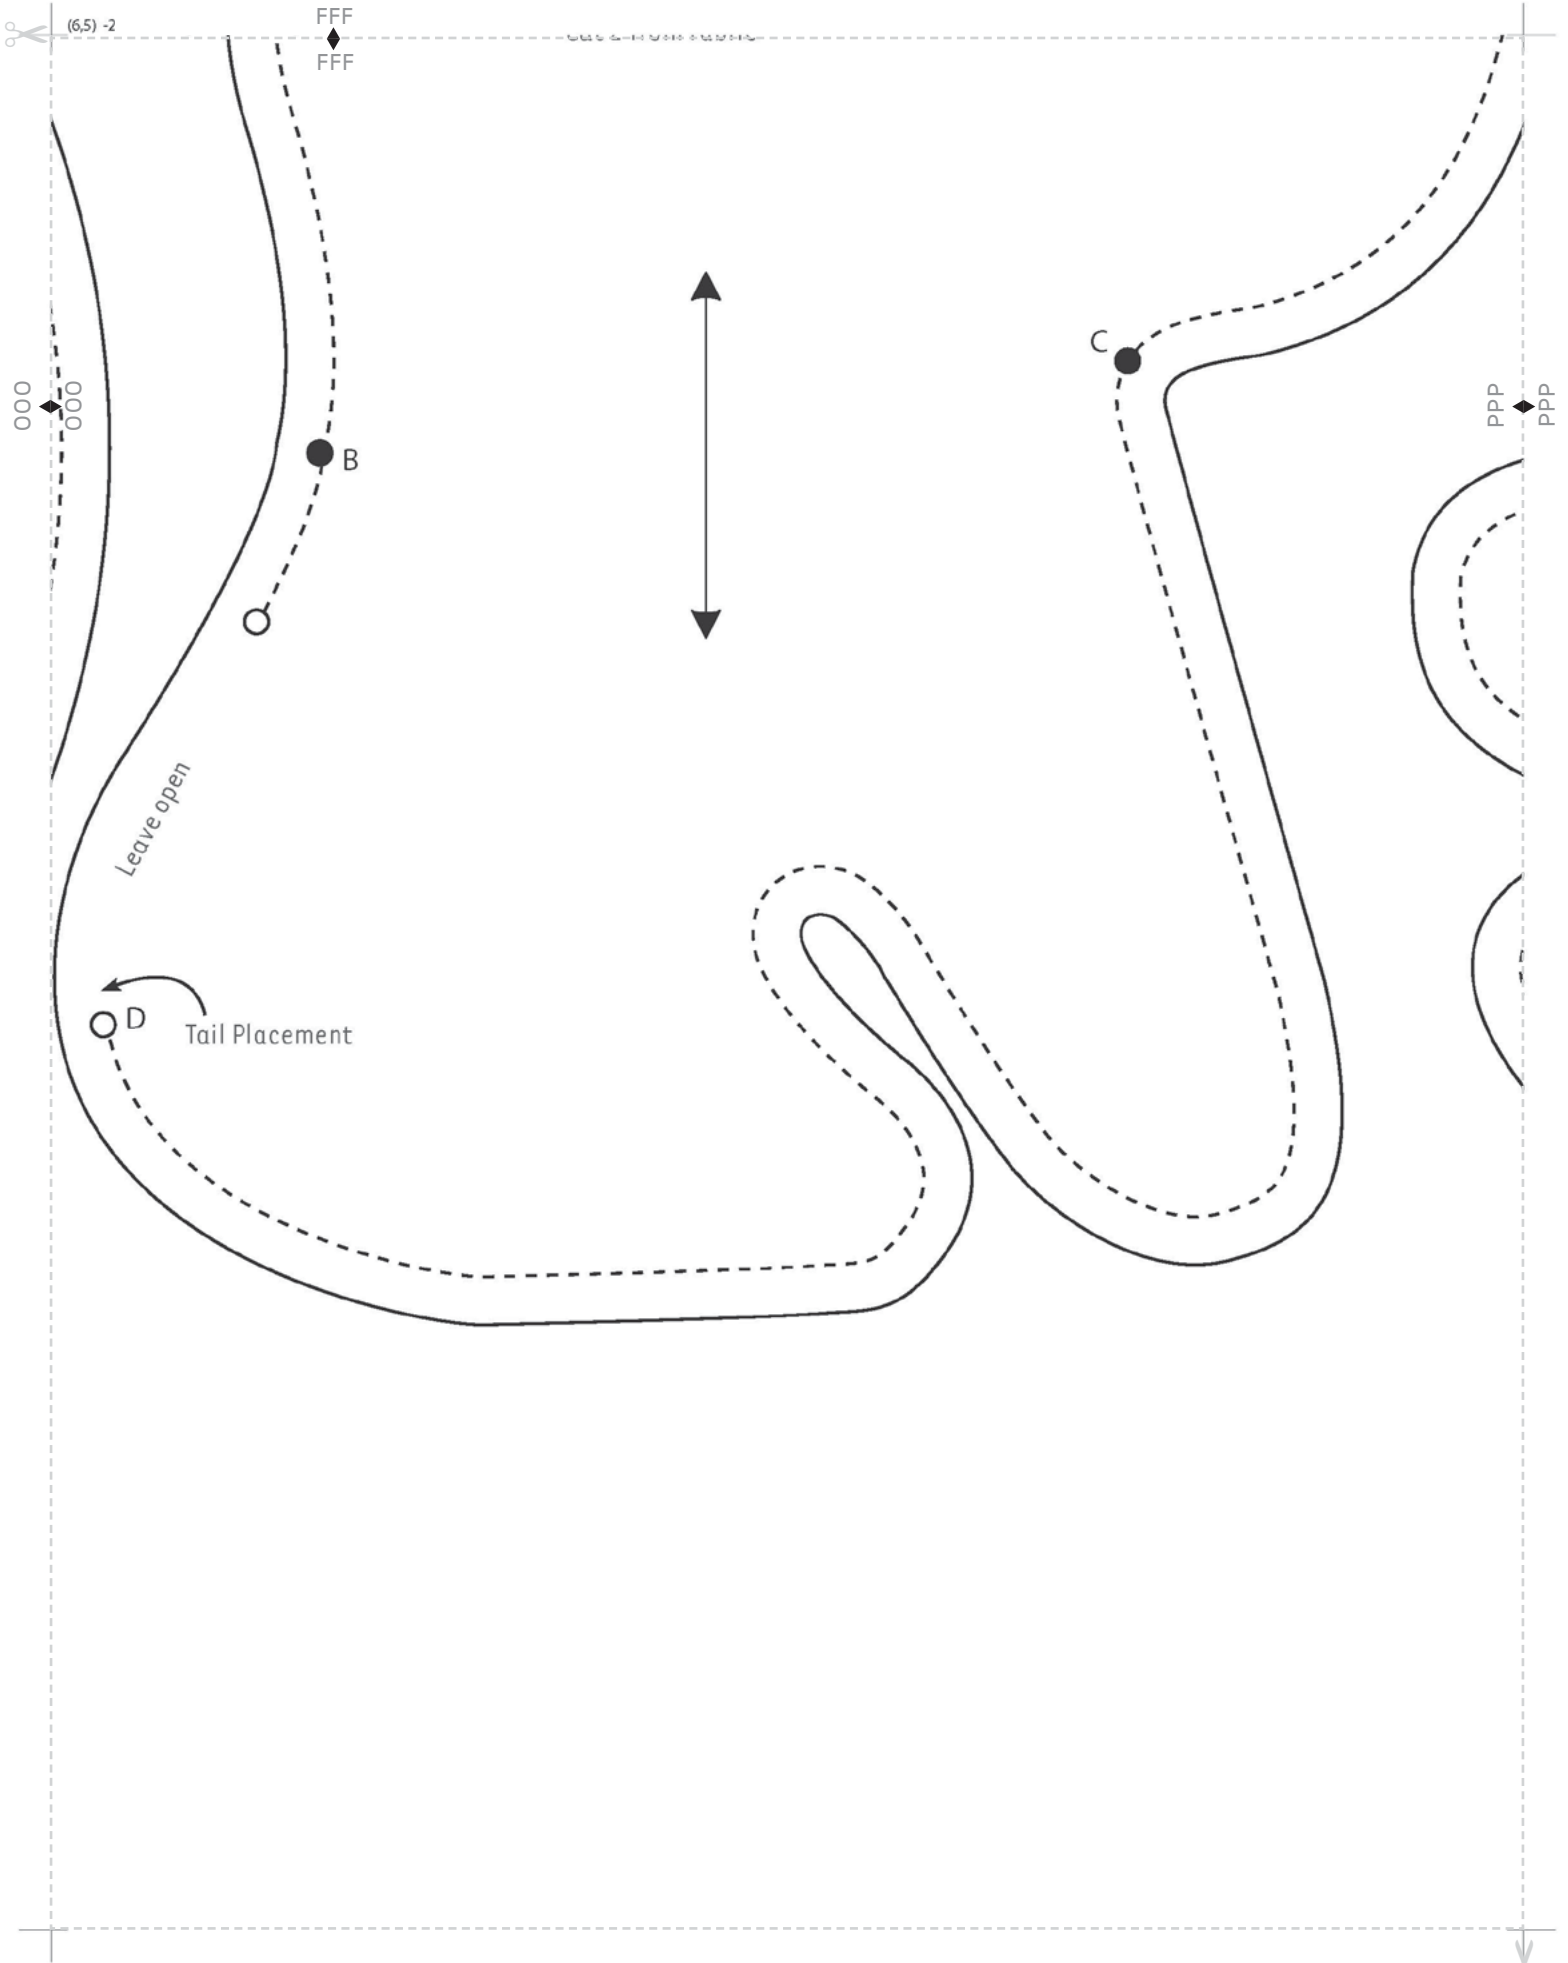 (6,5) -2
FFF
FFF
C
OOO
OOO
PPP
PPP
B
Leave open
D
Tail Placement